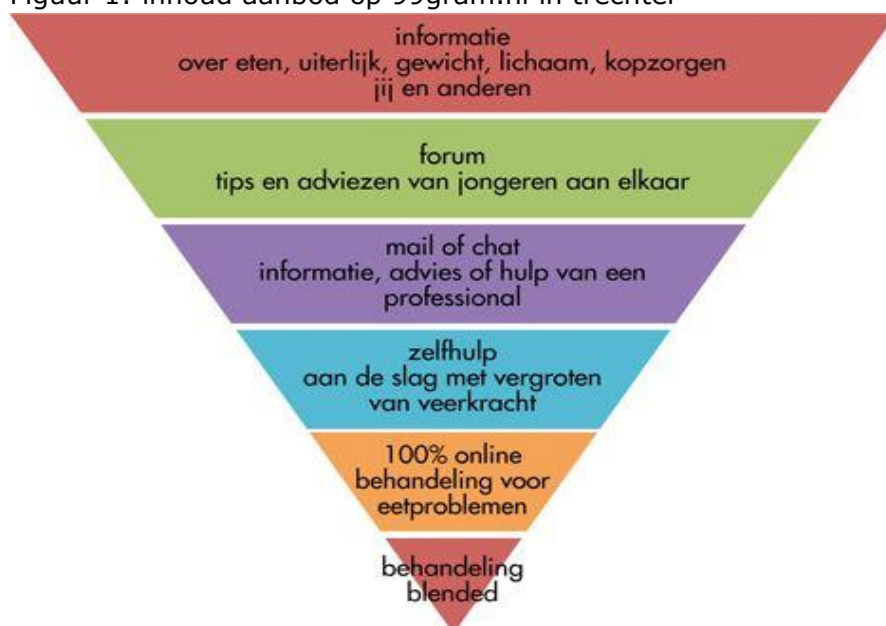 Figuur 1: inhoud aanbod op 99gram.nl in trechter
informatie
over eten, uiterlijk, gewicht, lichaam, kopzorgen
jij en anderen
forum
tips en adviezen van jongeren aan elkaar
mail of chat
informatie, advies of hulp van een
professional
zelfhulp
aan de slag met vergroten
van veerkracht
100% online
behandeling voor
eetproblemen
behandeling
blended